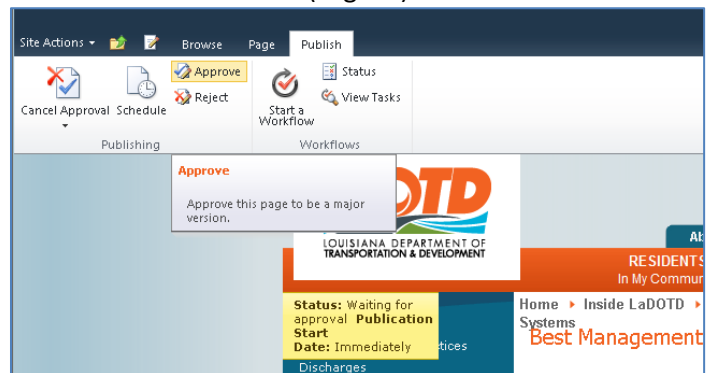 Site Actions Browse Page Publish
Cancel Approval Schedule Approve
Reject
Publishing
Start a
Workflow
Status
View Tasks
Workflows
Approve
Approve this page to be a major
version.
OTD
LOUISIANA DEPARTMENT OF
TRANSPORTATION & DEVELOPMENT
RESIDENTS
In My Commun
Status: Waiting for
approval Publication
Start
Date: Immediately
tices
Discharges
Home Inside LaDOTD
Systems
Best Management